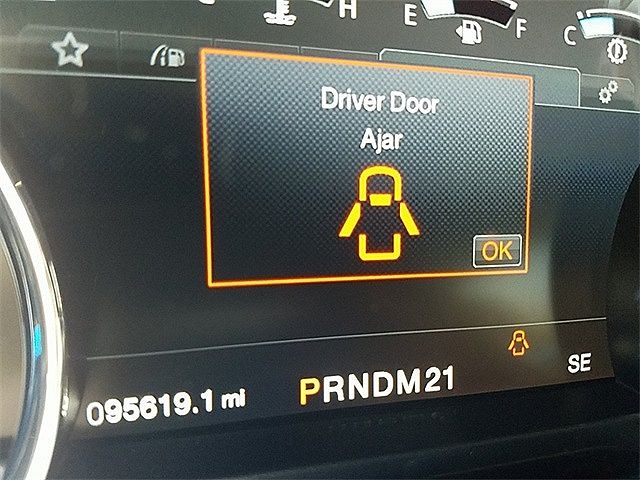 H
E F
C
Driver Door
Ajar
OK
095619.1 mi PRNDM21 SE